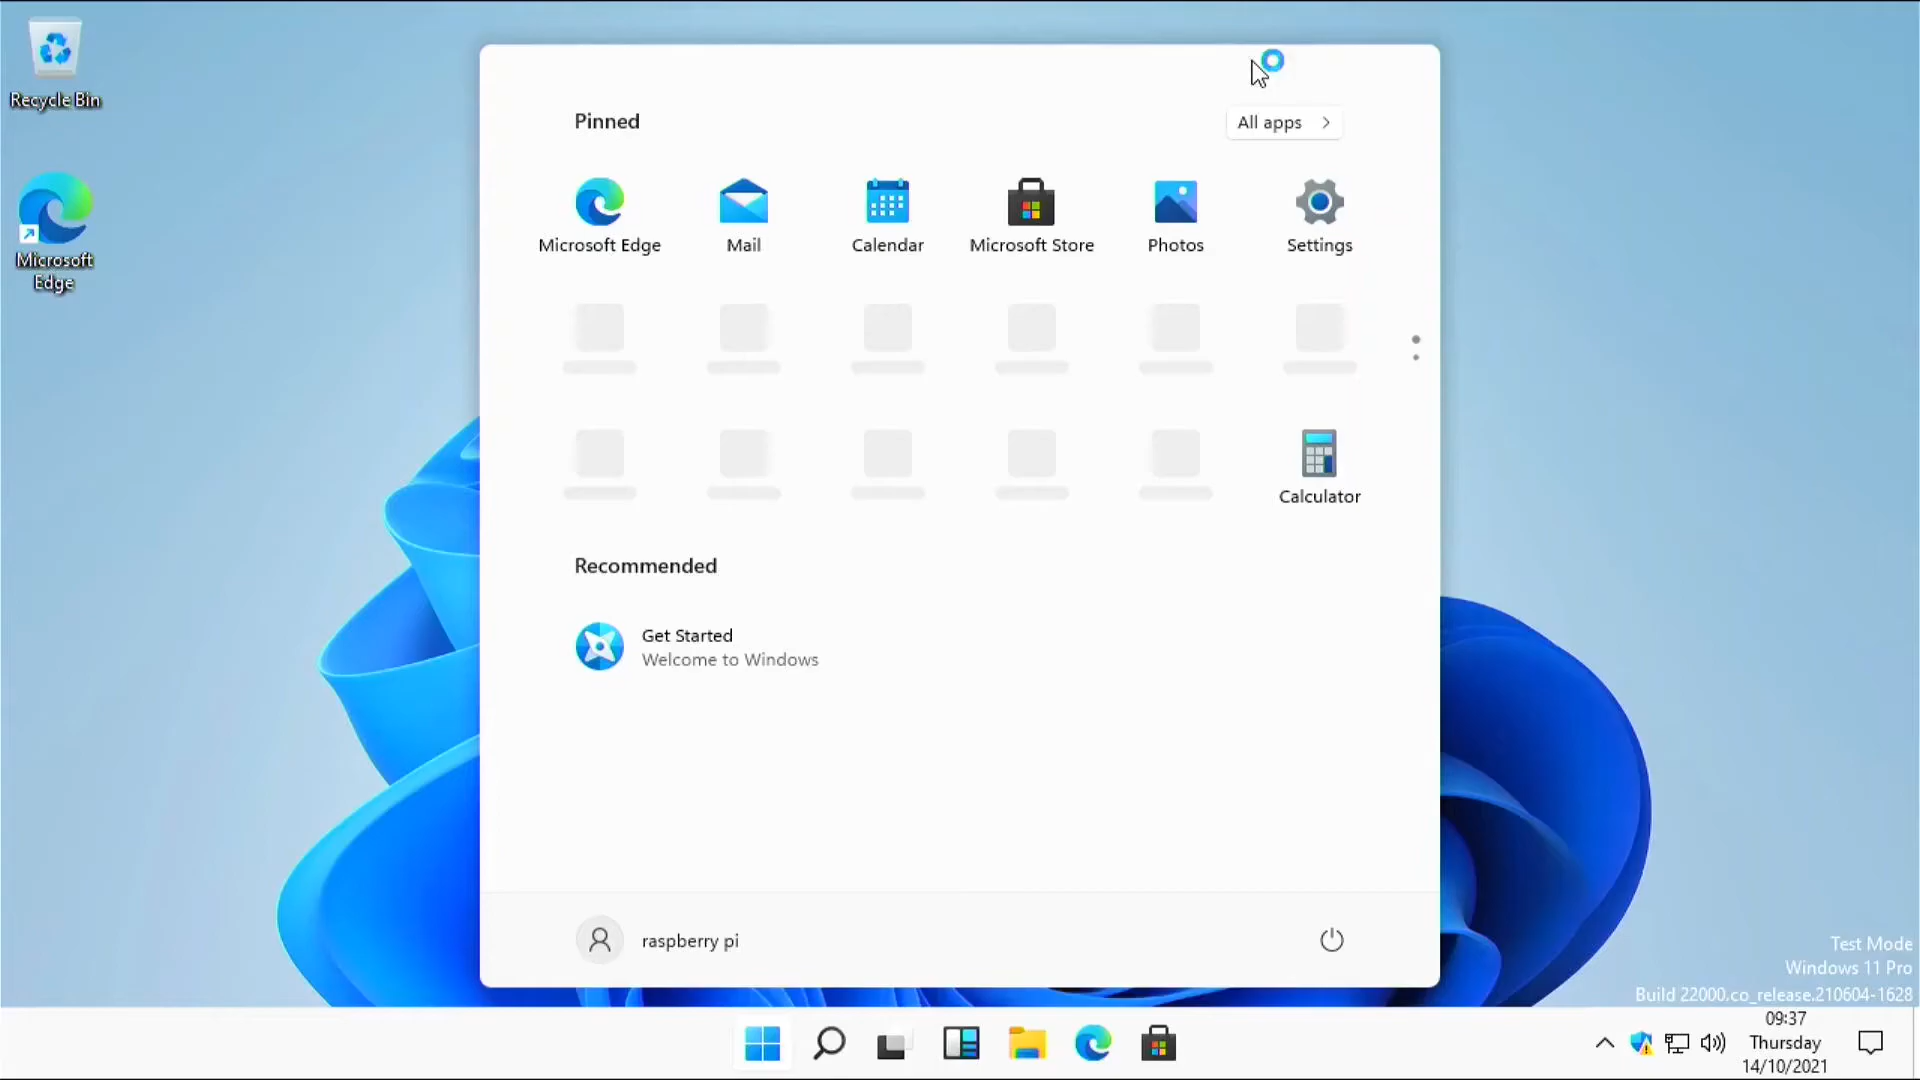 Recycle Bin
Microsoft
Edge
Pinned
All apps
Microsoft Edge
Mail
Calendar
Microsoft Store
Photos
Settings
Calculator
Recommended
Get Started
Welcome to Windows
raspberry pi
Test Mode
Windows 11 Pro
Build 22000.co_release.210604-1628
09:37
Thursday
14/10/2021